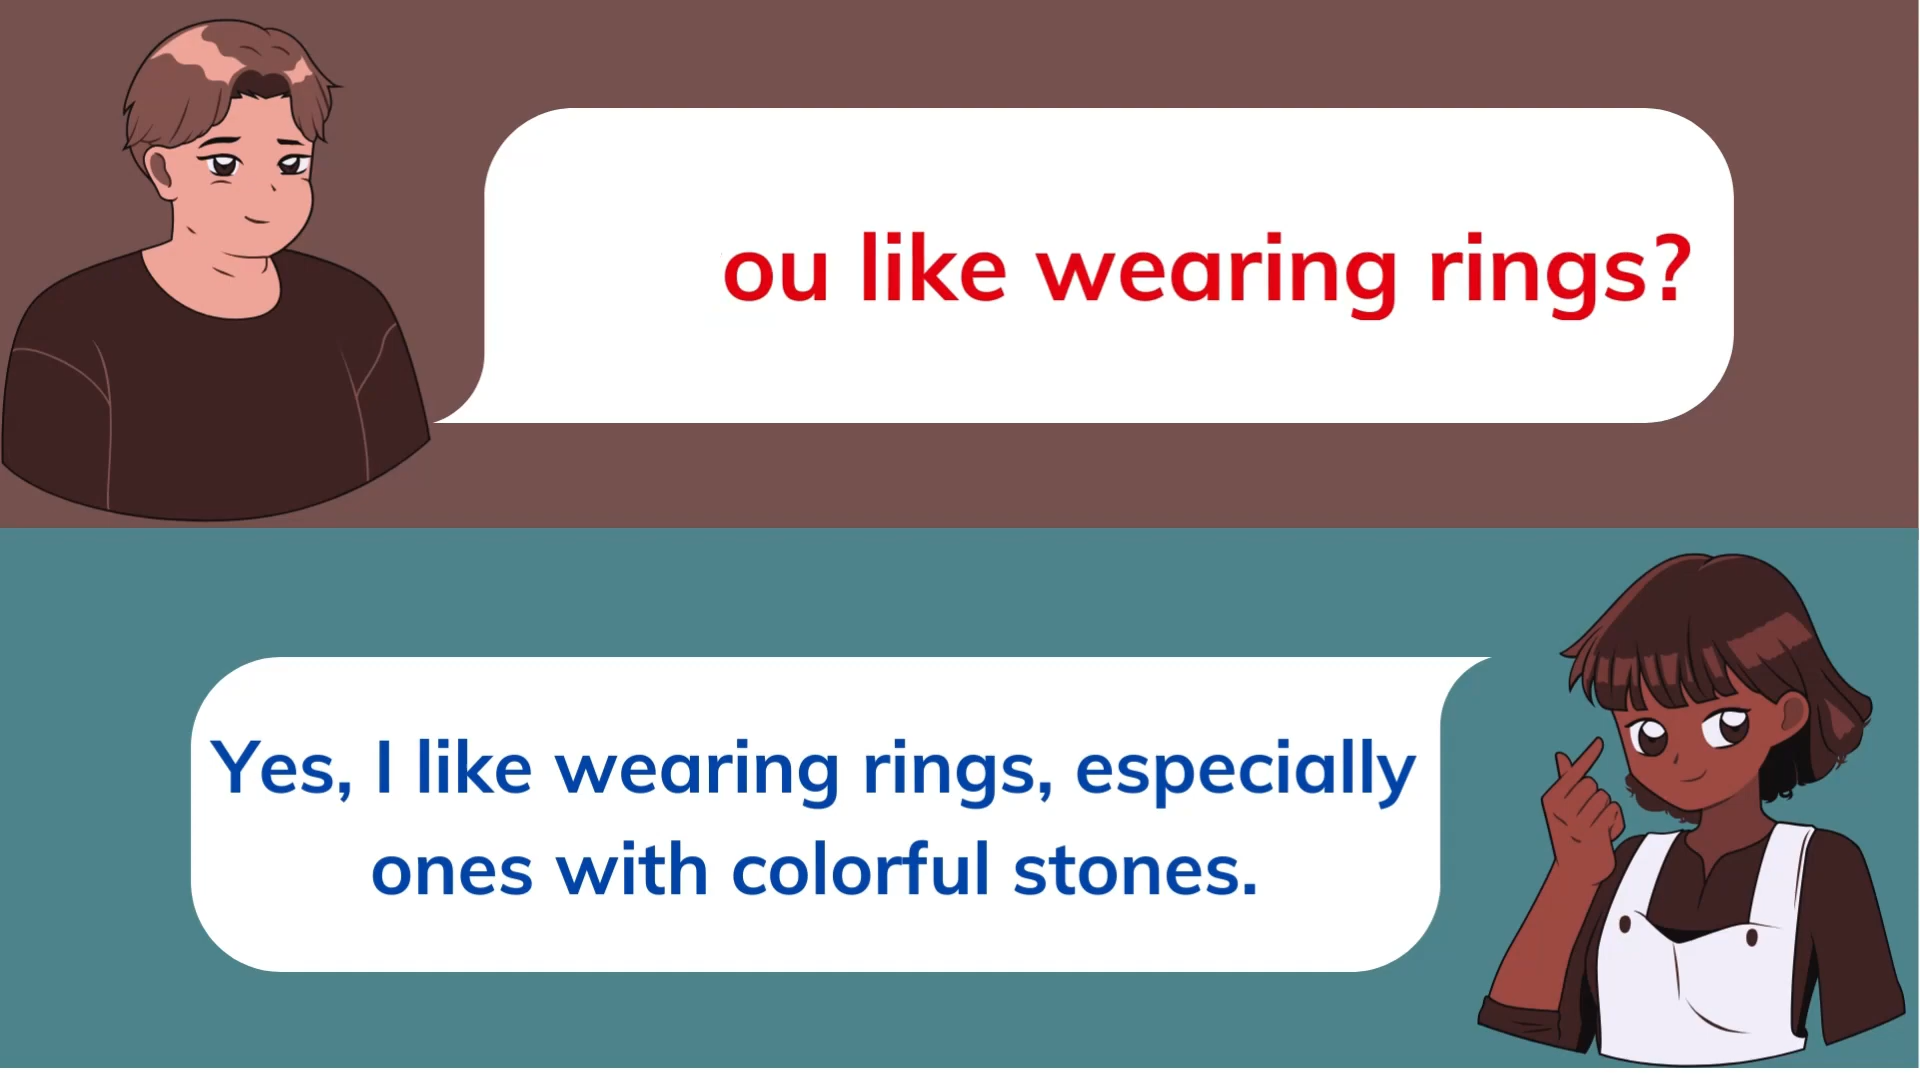 ou like wearing rings?
Yes, I like wearing rings, especially
ones with colorful stones.